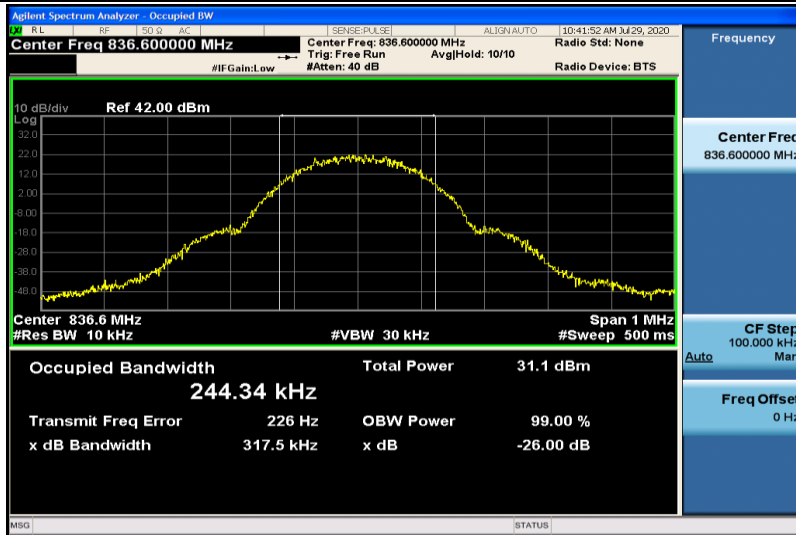 Agilent Spectrum Analyzer - Occupied BW
LXI RL RF 50 Ω AC SENSE:PULSE ALIGN AUTO 10:41:52 AM Jul 29, 2020
Center Freq 836.600000 MHz
Center Freq: 836.600000 MHz
Radio Std: None
Trig: Free Run
Avg|Hold: 10/10
#IFGain:Low
#Atten: 40 dB
Radio Device: BTS
10 dB/div
Ref 42.00 dBm
Log
32.0
22.0
12.0
2.00
-8.00
-18.0
-28.0
-38.0
-48.0
Center 836.6 MHz
Span 1 MHz
#Res BW 10 kHz
#VBW 30 kHz
#Sweep 500 ms
Occupied Bandwidth
244.34 kHz
Total Power 31.1 dBm
Transmit Freq Error 226 Hz
OBW Power 99.00 %
x dB Bandwidth 317.5 kHz
x dB -26.00 dB
Frequency
Center Freq
836.600000 MHz
CF Step
100.000 kHz
Auto Man
Freq Offset
0 Hz
MSG
STATUS